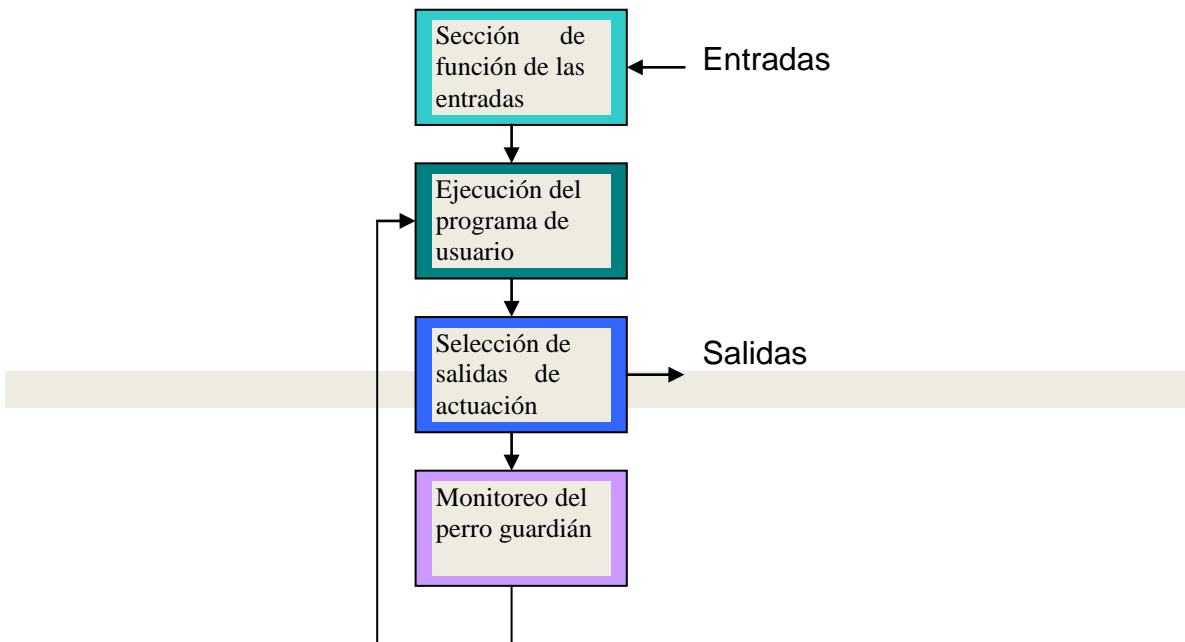 Sección de
función de las
entradas
Entradas
Ejecución del
programa de
usuario
Selección de
salidas de
actuación
Salidas
Monitoreo del
perro guardián